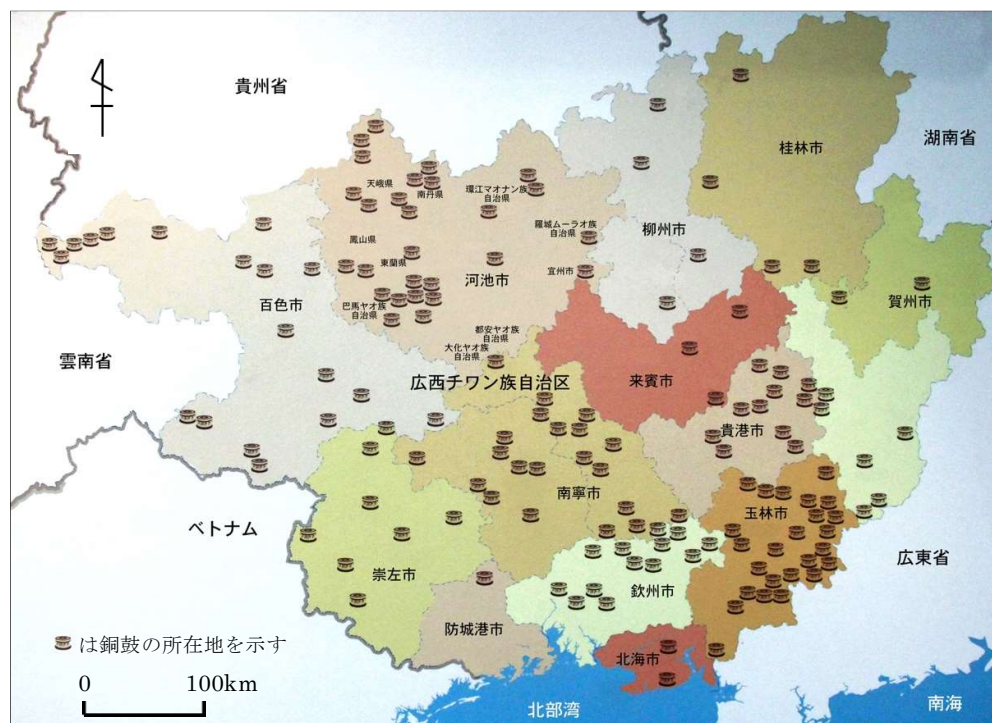 貴州省
湖南省
桂林市
天峨県
南丹県
環江マオナン族
自治県
羅城ムーラオ族
自治県
柳州市
鳳山県
東蘭県
河池市
宜州市
賀州市
百色市
巴馬ヤオ族
自治県
都安ヤオ族
自治県
大化ヤオ族
自治県
雲南省
広西チワン族自治区
来賓市
貴港市
南寧市
玉林市
ベトナム
広東省
崇左市
欽州市
防城港市
北海市
は銅鼓の所在地を示す
0 100km
北部湾
南海